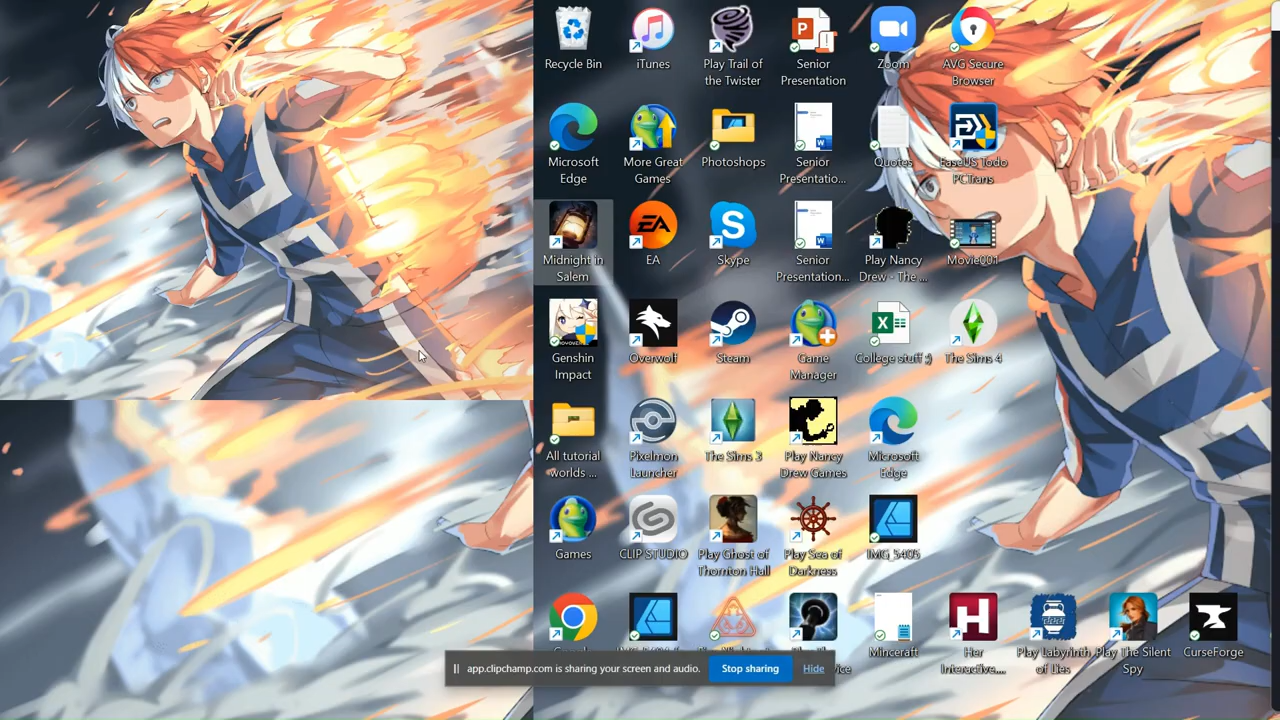 Recycle Bin
iTunes
Play Trail of
the Twister
Senior
Presentation
Zoom
AVG Secure
Browser
Microsoft
Edge
More Great
Games
Photoshops
Senior
Presentatio...
Quotes
EaseUS Todo
PCTrans
Midnight in
Salem
EA
EA
Skype
Senior
Presentation...
Play Nancy
Drew - The ...
Movie001
Genshin
Impact
Overwolf
Steam
Game
Manager
College stuff ;)
The Sims 4
All tutorial
worlds ...
Pixelmon
Launcher
The Sims 3
Play Nancy
Drew Games
Microsoft
Edge
Games
CLIP STUDIO
Play Ghost of
Thornton Hall
Play Sea of
Darkness
IMG_5405
Minceraft
Her
Interactive....
Play Labyrinth
of Lies
Play The Silent
Spy
CurseForge
app.clipchamp.com is sharing your screen and audio.
Stop sharing
Hide